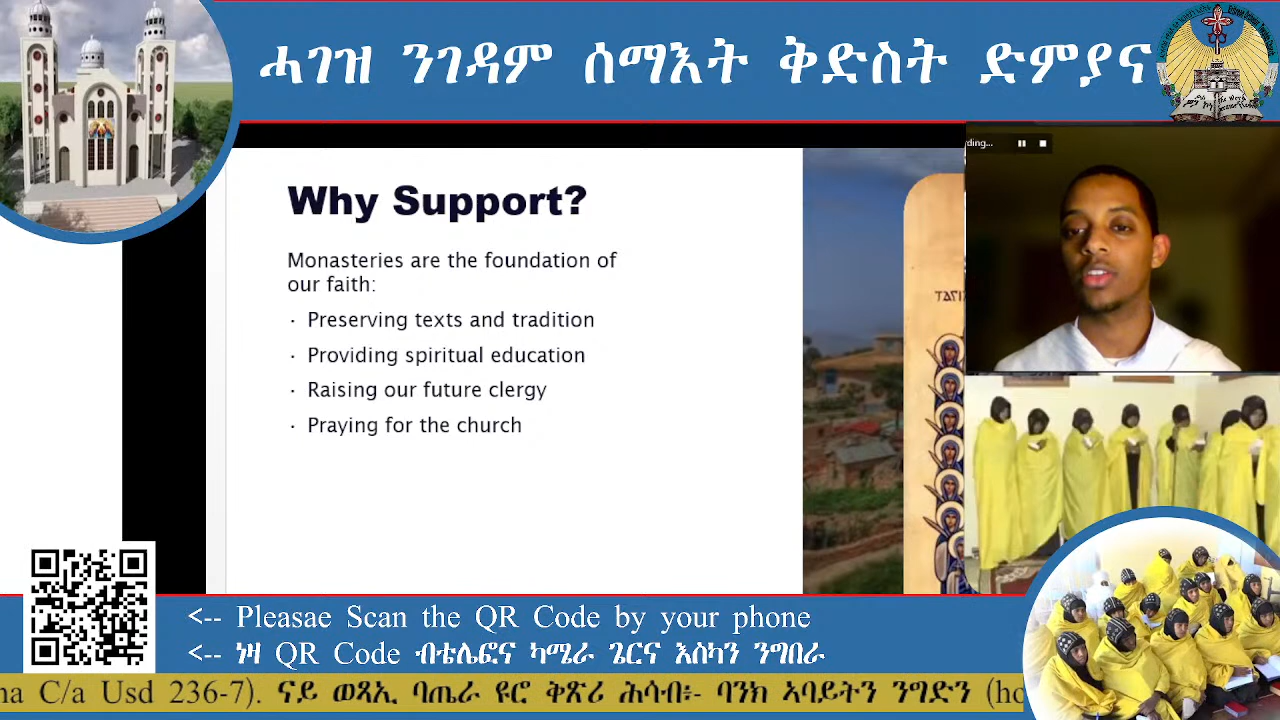 ሓገዝ ንገዳም ሰማእት ቅድስት ድምያና
rding...
Why Support?
Monasteries are the foundation of
our faith:
· Preserving texts and tradition
· Providing spiritual education
· Raising our future clergy
· Praying for the church
<-- Pleasae Scan the QR Code by your phone
<-- ነዛ QR Code ብቴሌፎና ካሜራ ጌርና እስካን ንግበራ
na C/a Usd 236-7). ናይ ወጻኢ ባጤራ ዩሮ ቅጽሪ ሕሳብ፦- ባንክ ኣባይትን ንግድን (ho